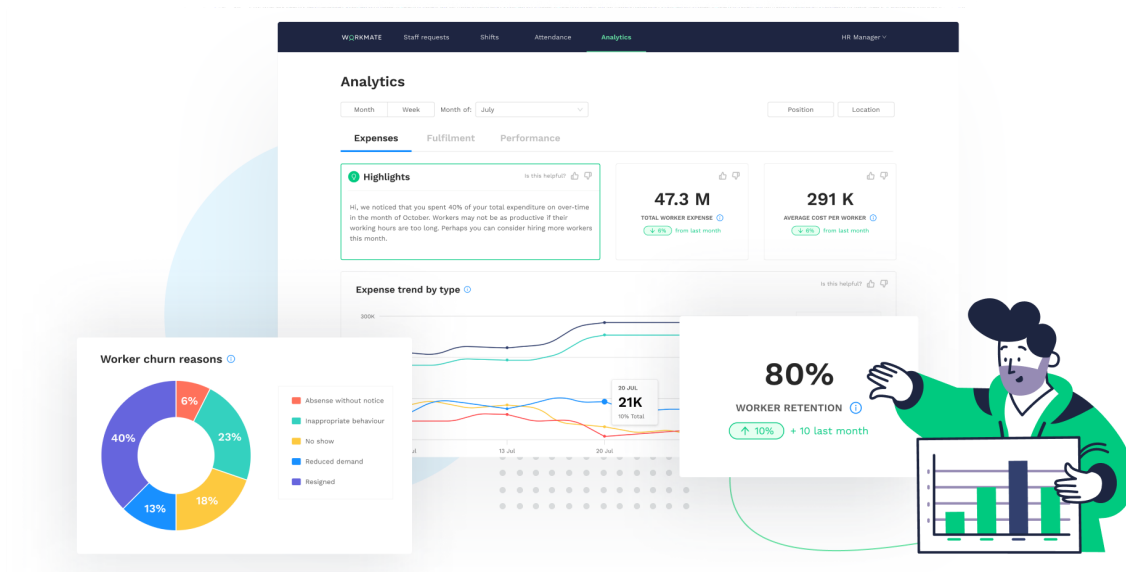 WORKMATE Staff requests Shifts Attendance Analytics HR Manager
Analytics
Month Week Month of: July Position Location
Expenses Fulfilment Performance
Highlights Is this helpful?
Hi, we noticed that you spent 40% of your total expenditure on over-time
in the month of October. Workers may not be as productive if their
working hours are too long. Perhaps you can consider hiring more workers
this month.
47.3 M
TOTAL WORKER EXPENSE
↓ 6% from last month
291 K
AVERAGE COST PER WORKER
↓ 6% from last month
Expense trend by type Is this helpful?
300K
20 JUL
21K
10% Total
13 Jul 20 Jul
Worker churn reasons
6%
23%
18%
13%
40%
Absense without notice
Inappropriate behaviour
No show
Reduced demand
Resigned
80%
WORKER RETENTION
↑ 10% + 10 last month